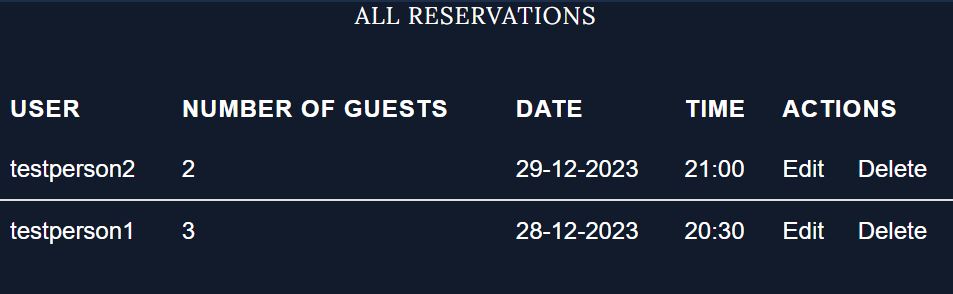 ALL RESERVATIONS
USER NUMBER OF GUESTS DATE TIME ACTIONS
testperson2 2 29-12-2023 21:00 Edit Delete
testperson1 3 28-12-2023 20:30 Edit Delete